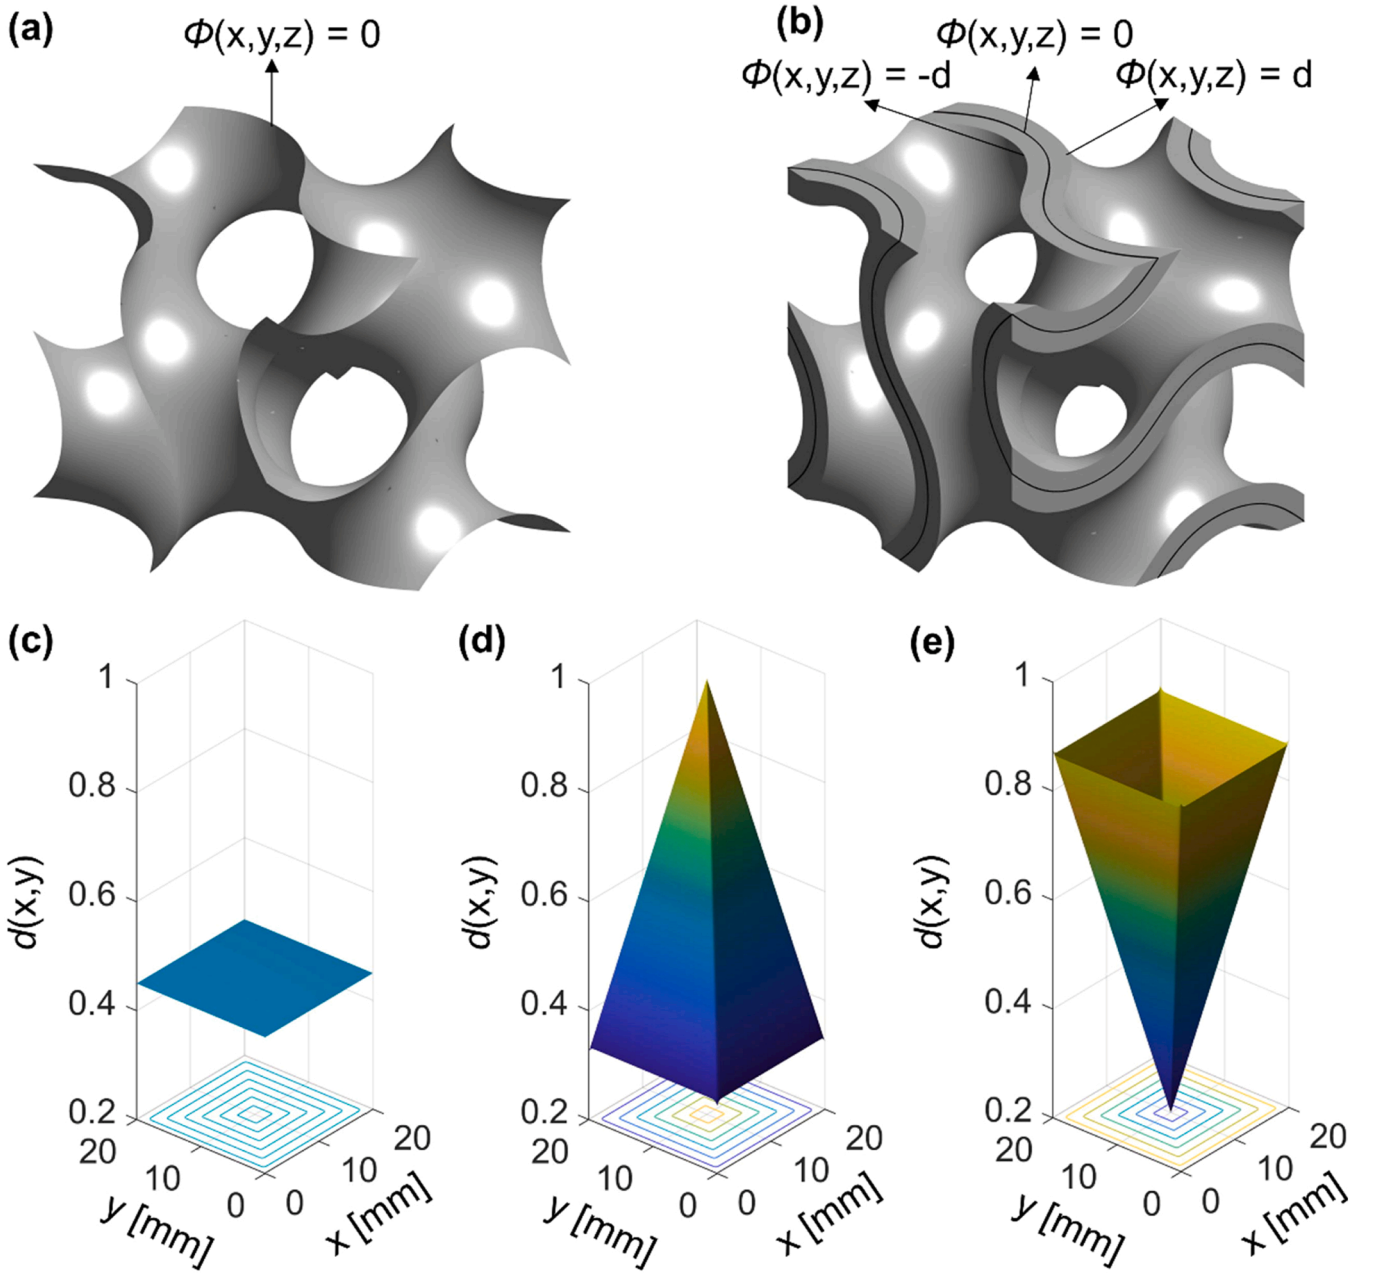 (a)
Φ(x,y,z) = 0
(b)
Φ(x,y,z) = 0
Φ(x,y,z) = -d
Φ(x,y,z) = d
(c)
1
0.8
0.6
0.4
0.2
d(x,y)
20
10
0
y [mm]
0
10
20
x [mm]
(d)
1
0.8
0.6
0.4
0.2
d(x,y)
20
10
0
y [mm]
0
10
20
x [mm]
(e)
1
0.8
0.6
0.4
0.2
d(x,y)
20
10
0
y [mm]
0
10
20
x [mm]